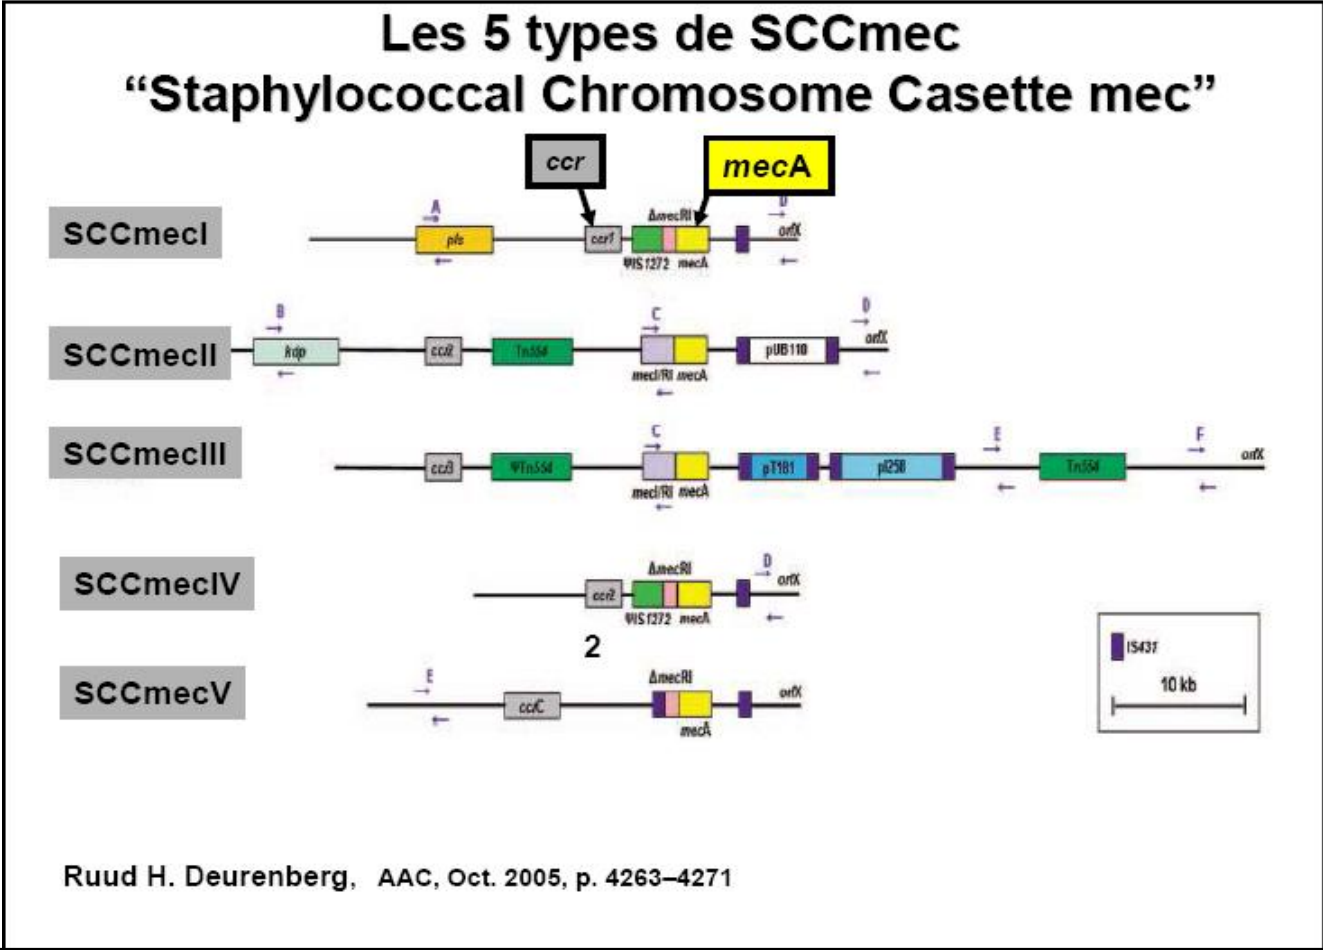 Les 5 types de SCCmec
“Staphylococcal Chromosome Casette mec”
ccr
mecA
SCCmecI
A
pls
ccr1
ΔmecRI
ΨIS1272 mecA
D
orfX
SCCmecII
B
kdp
ccr2
Tn554
C
mecI/RI mecA
pUB110
D
orfX
SCCmecIII
ccr3
ΨTn554
C
mecI/RI mecA
pT181
pI258
E
Tn554
F
orfX
SCCmecIV
ccr2
ΔmecRI
ΨIS1272 mecA
D
orfX
2
SCCmecV
E
ccrC
ΔmecRI
mecA
orfX
IS431
10 kb
Ruud H. Deurenberg, AAC, Oct. 2005, p. 4263–4271